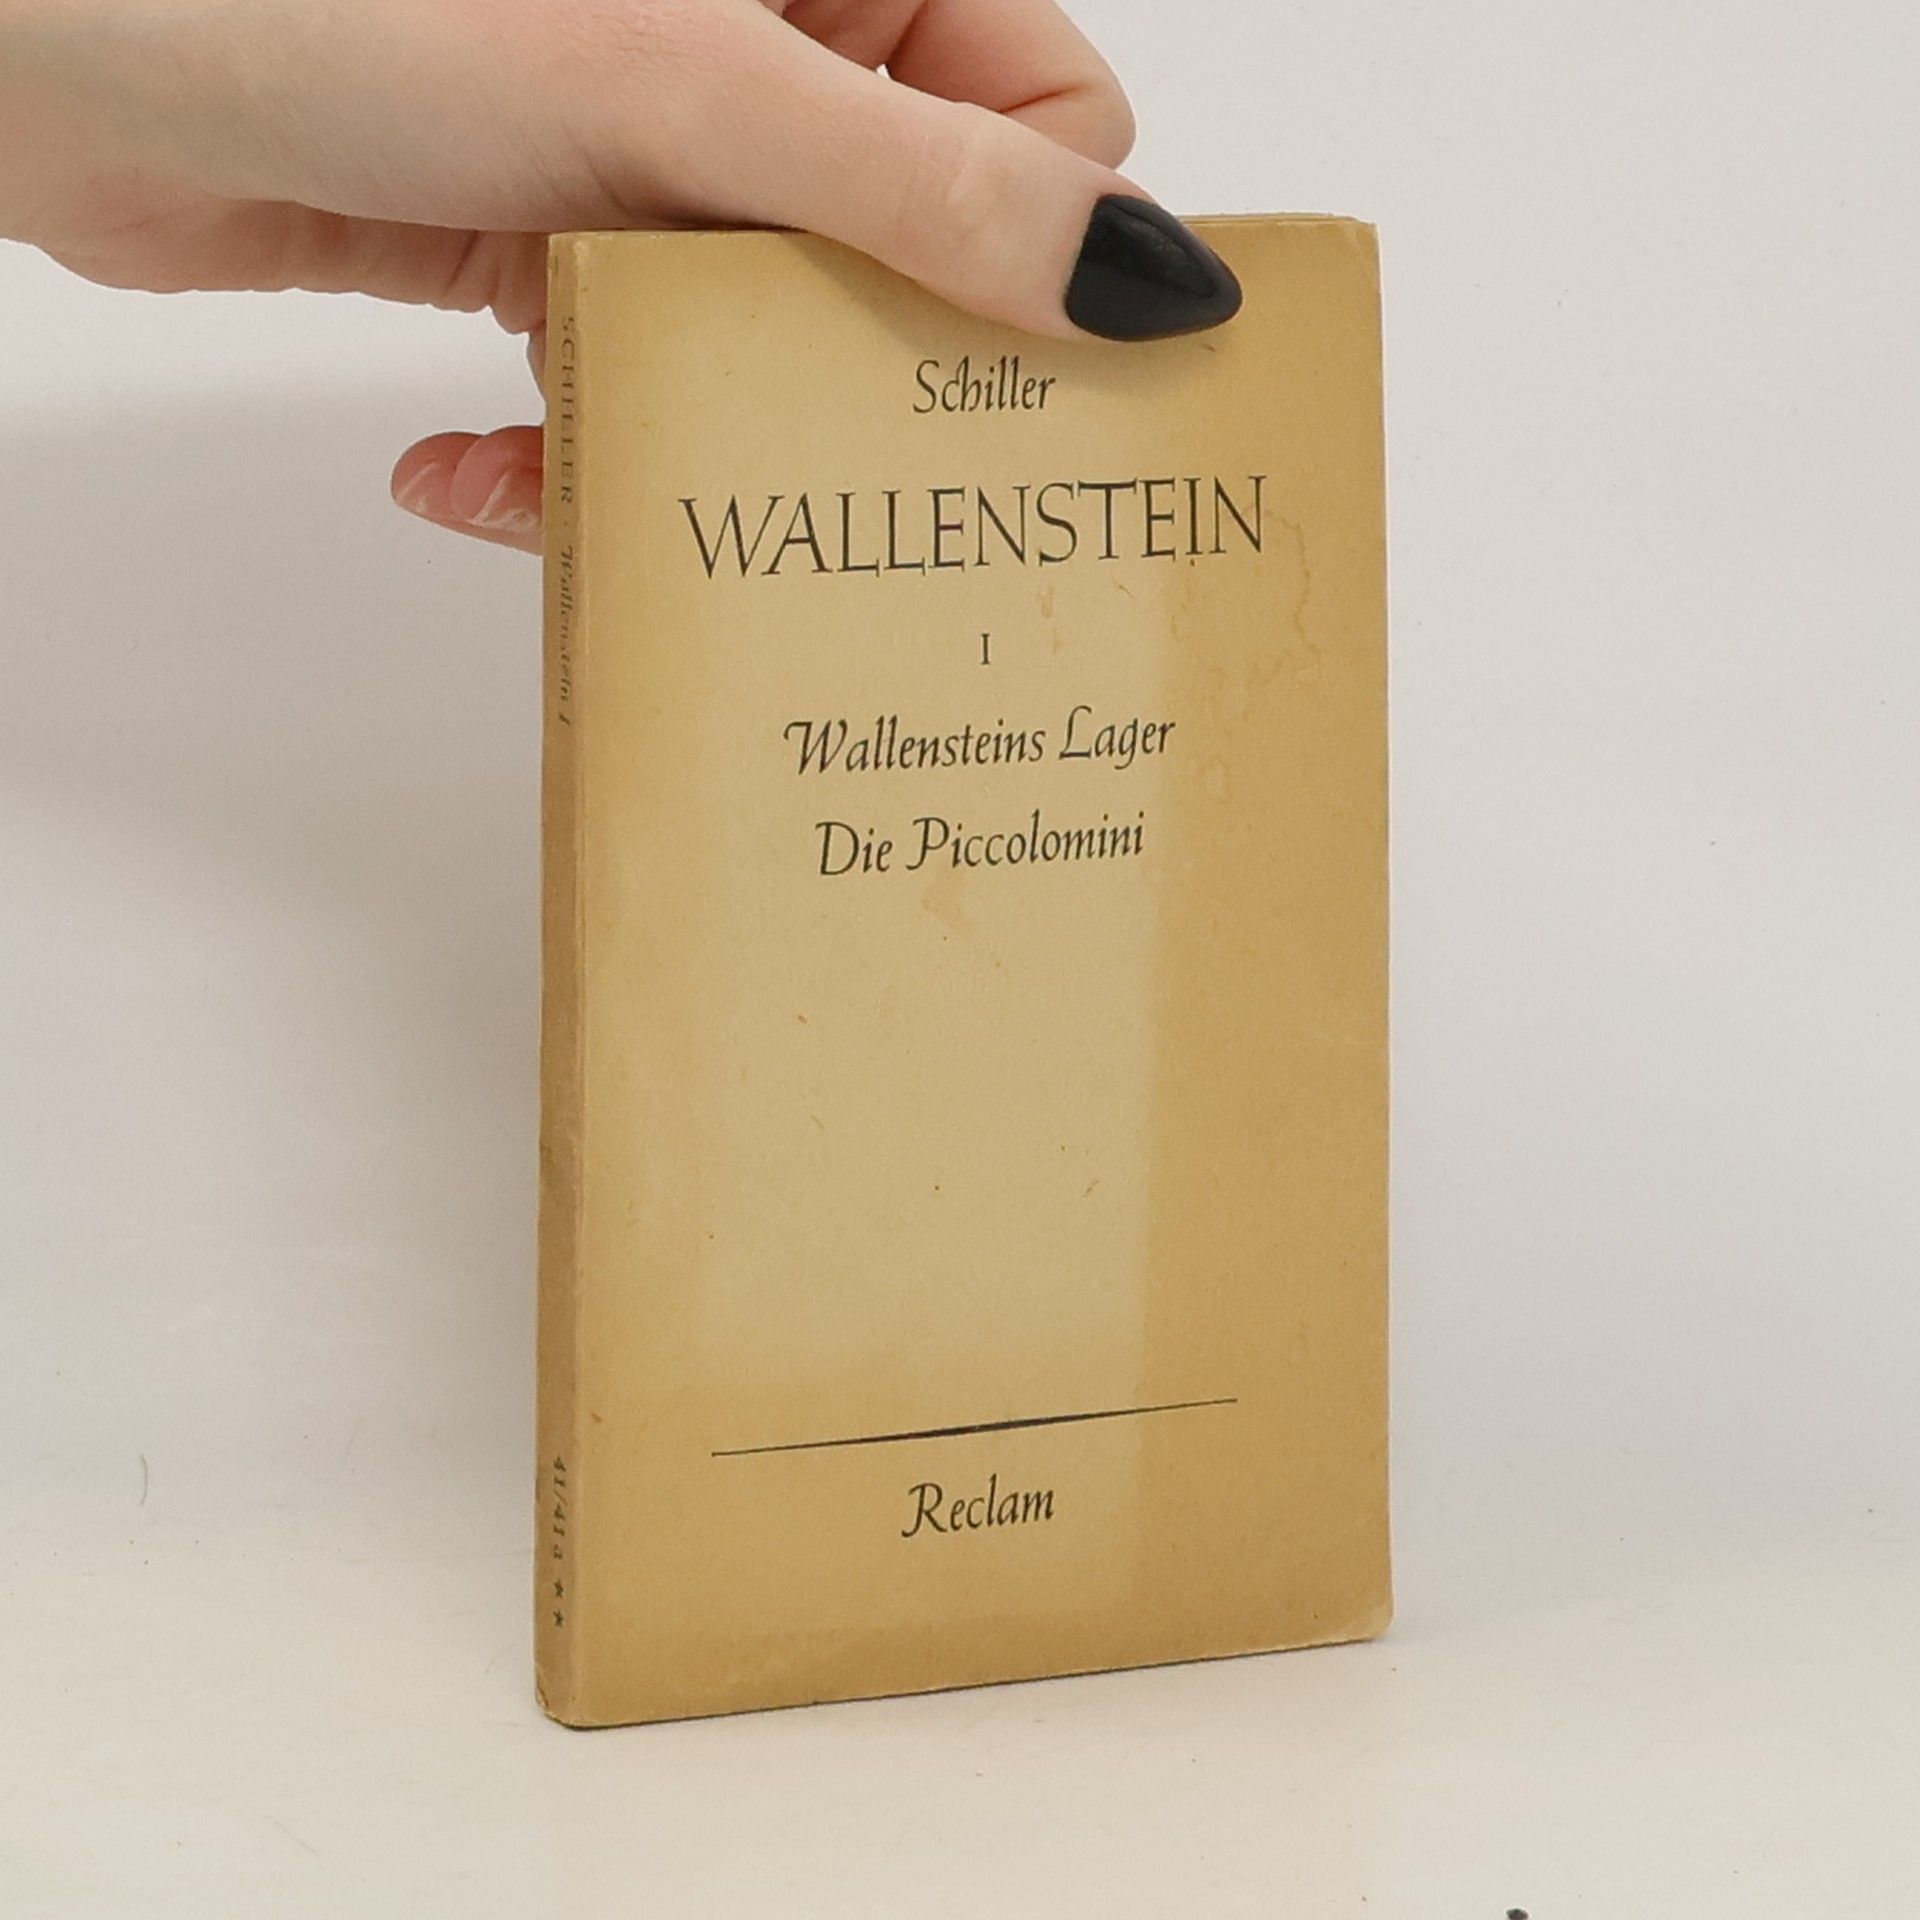 Schiller
WALLENSTEIN
I
Wallensteins Lager
Die Piccolomini
Reclam
SCHILLER · Wallenstein I
41/41a ★★